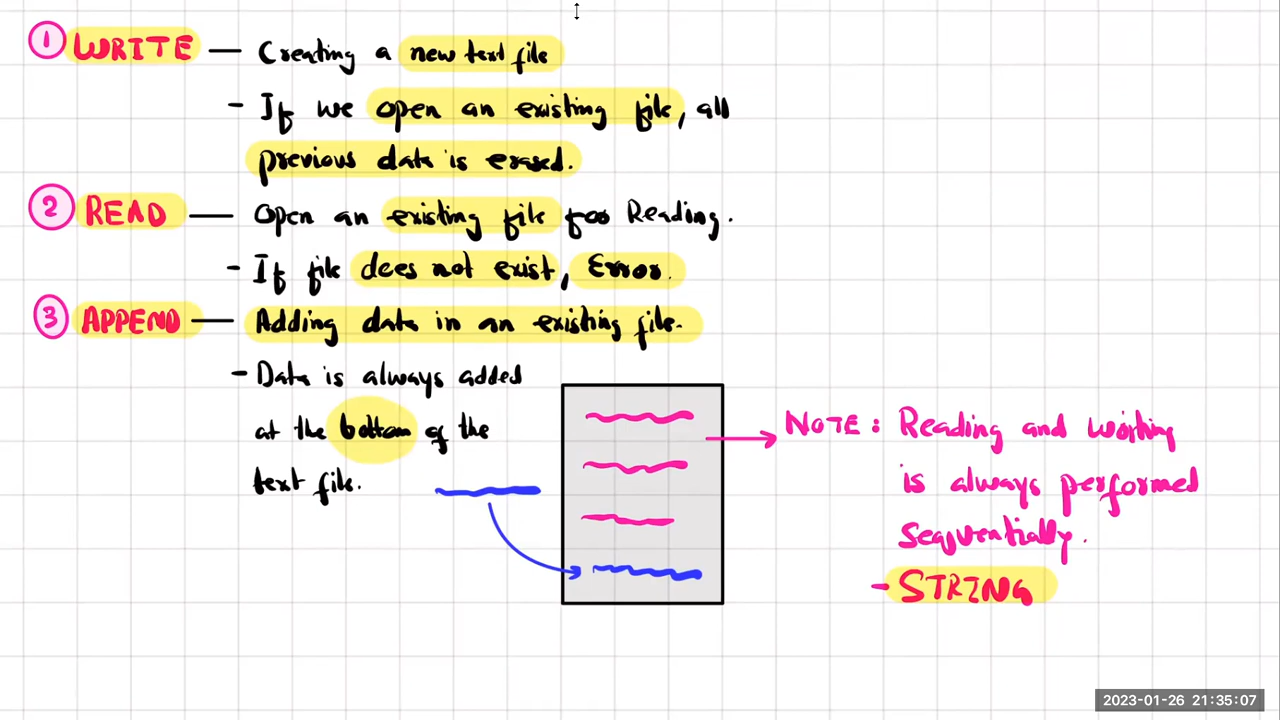 1 WRITE — Creating a new text file
- If we open an existing file, all
previous data is erased.
2 READ — Open an existing file for Reading.
- If file does not exist, Error.
3 APPEND — Adding data in an existing file.
- Data is always added
at the bottom of the
text file.
NOTE: Reading and writing
is always performed
sequentially.
- STRING
2023-01-26 21:35:07